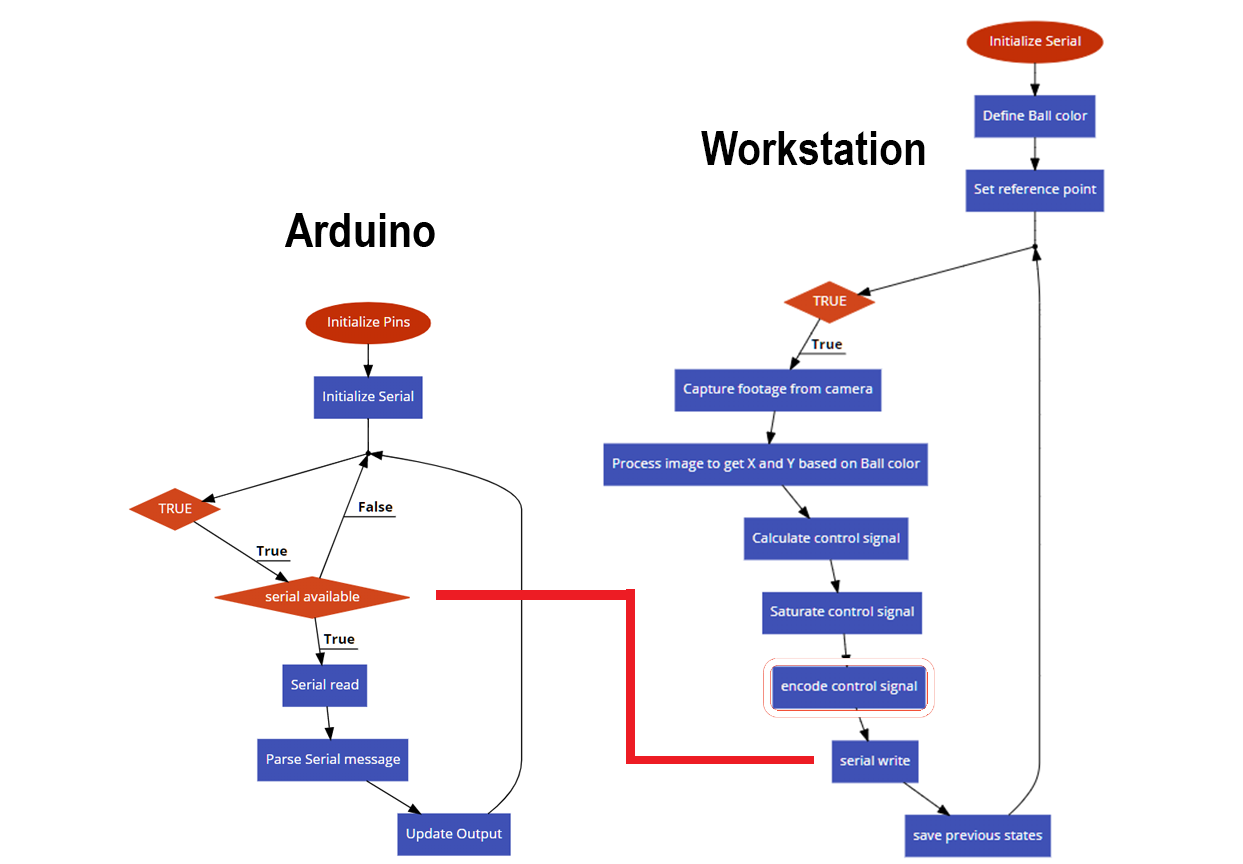 Arduino
Initialize Pins
Initialize Serial
TRUE
True
False
serial available
True
Serial read
Parse Serial message
Update Output
Workstation
Initialize Serial
Define Ball color
Set reference point
TRUE
True
Capture footage from camera
Process image to get X and Y based on Ball color
Calculate control signal
Saturate control signal
encode control signal
serial write
save previous states